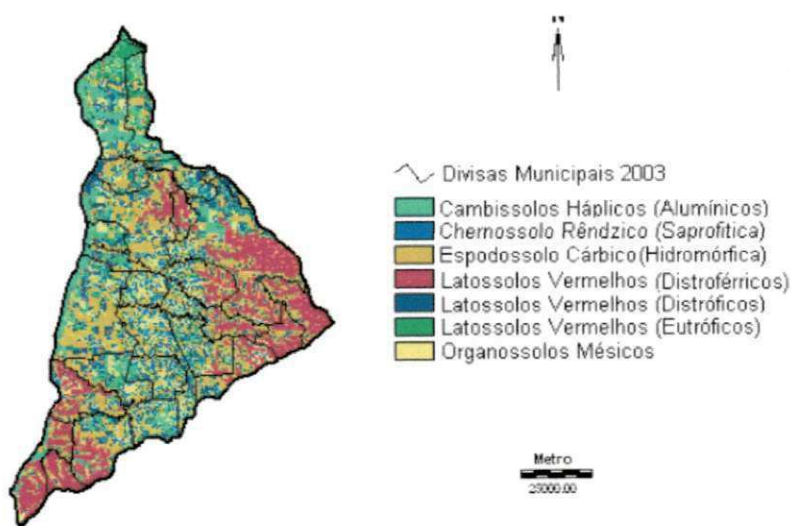 Divisas Municipais 2003
Cambissolos Háplicos (Alumínicos)
Chernossolo Rêndzico (Saprofitica)
Espodossolo Cárbico (Hidromórfica)
Latossolos Vermelhos (Distroférricos)
Latossolos Vermelhos (Distróficos)
Latossolos Vermelhos (Eutróficos)
Organossolos Mésicos
Metro
25000.00